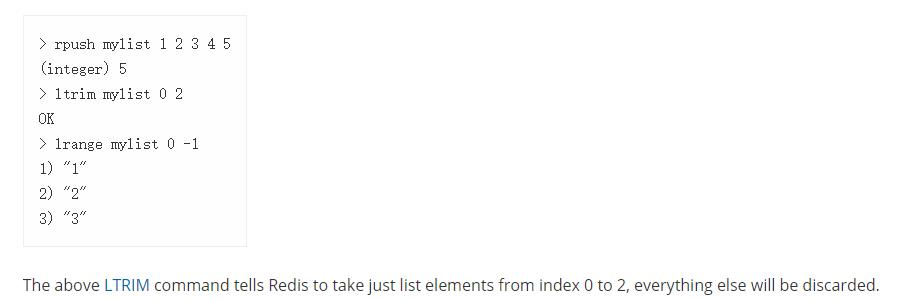 > rpush mylist 1 2 3 4 5
(integer) 5
> ltrim mylist 0 2
OK
> lrange mylist 0 -1
1) "1"
2) "2"
3) "3"
The above LTRIM command tells Redis to take just list elements from index 0 to 2, everything else will be discarded.